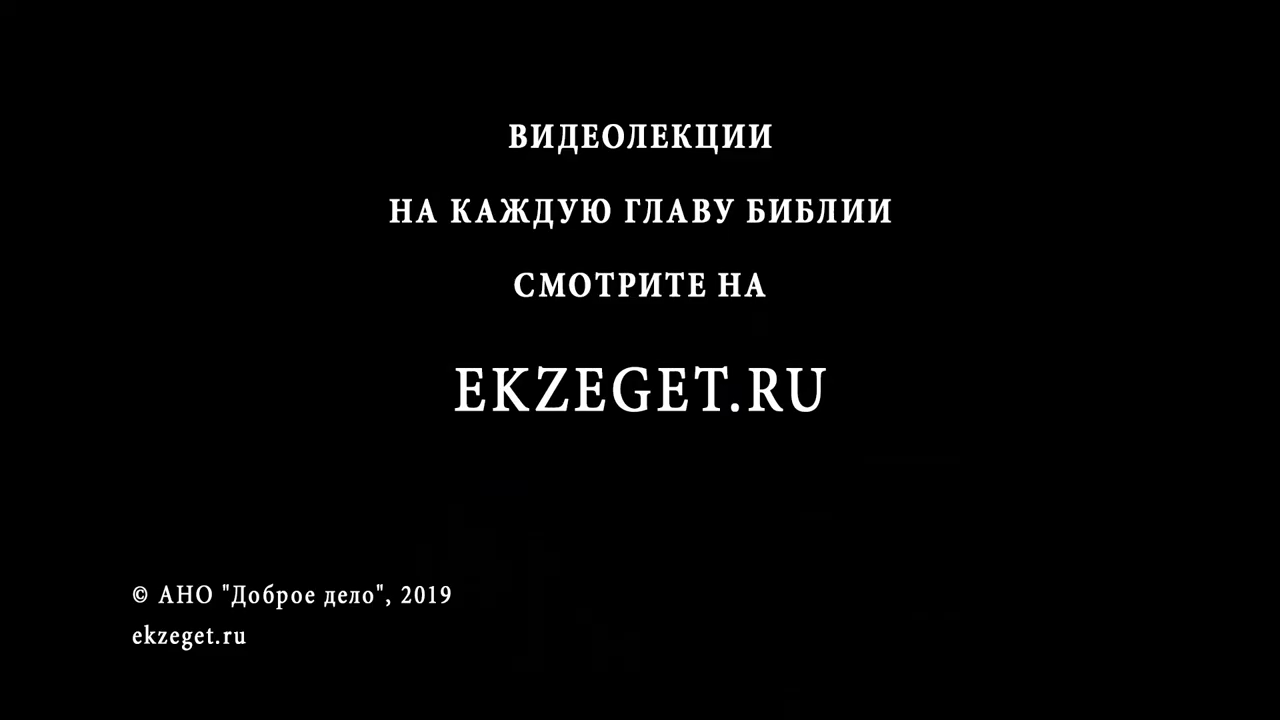 ВИДЕОЛЕКЦИИ
НА КАЖДУЮ ГЛАВУ БИБЛИИ
СМОТРИТЕ НА
EKZEGET.RU
© АНО "Доброе дело", 2019
ekzeget.ru